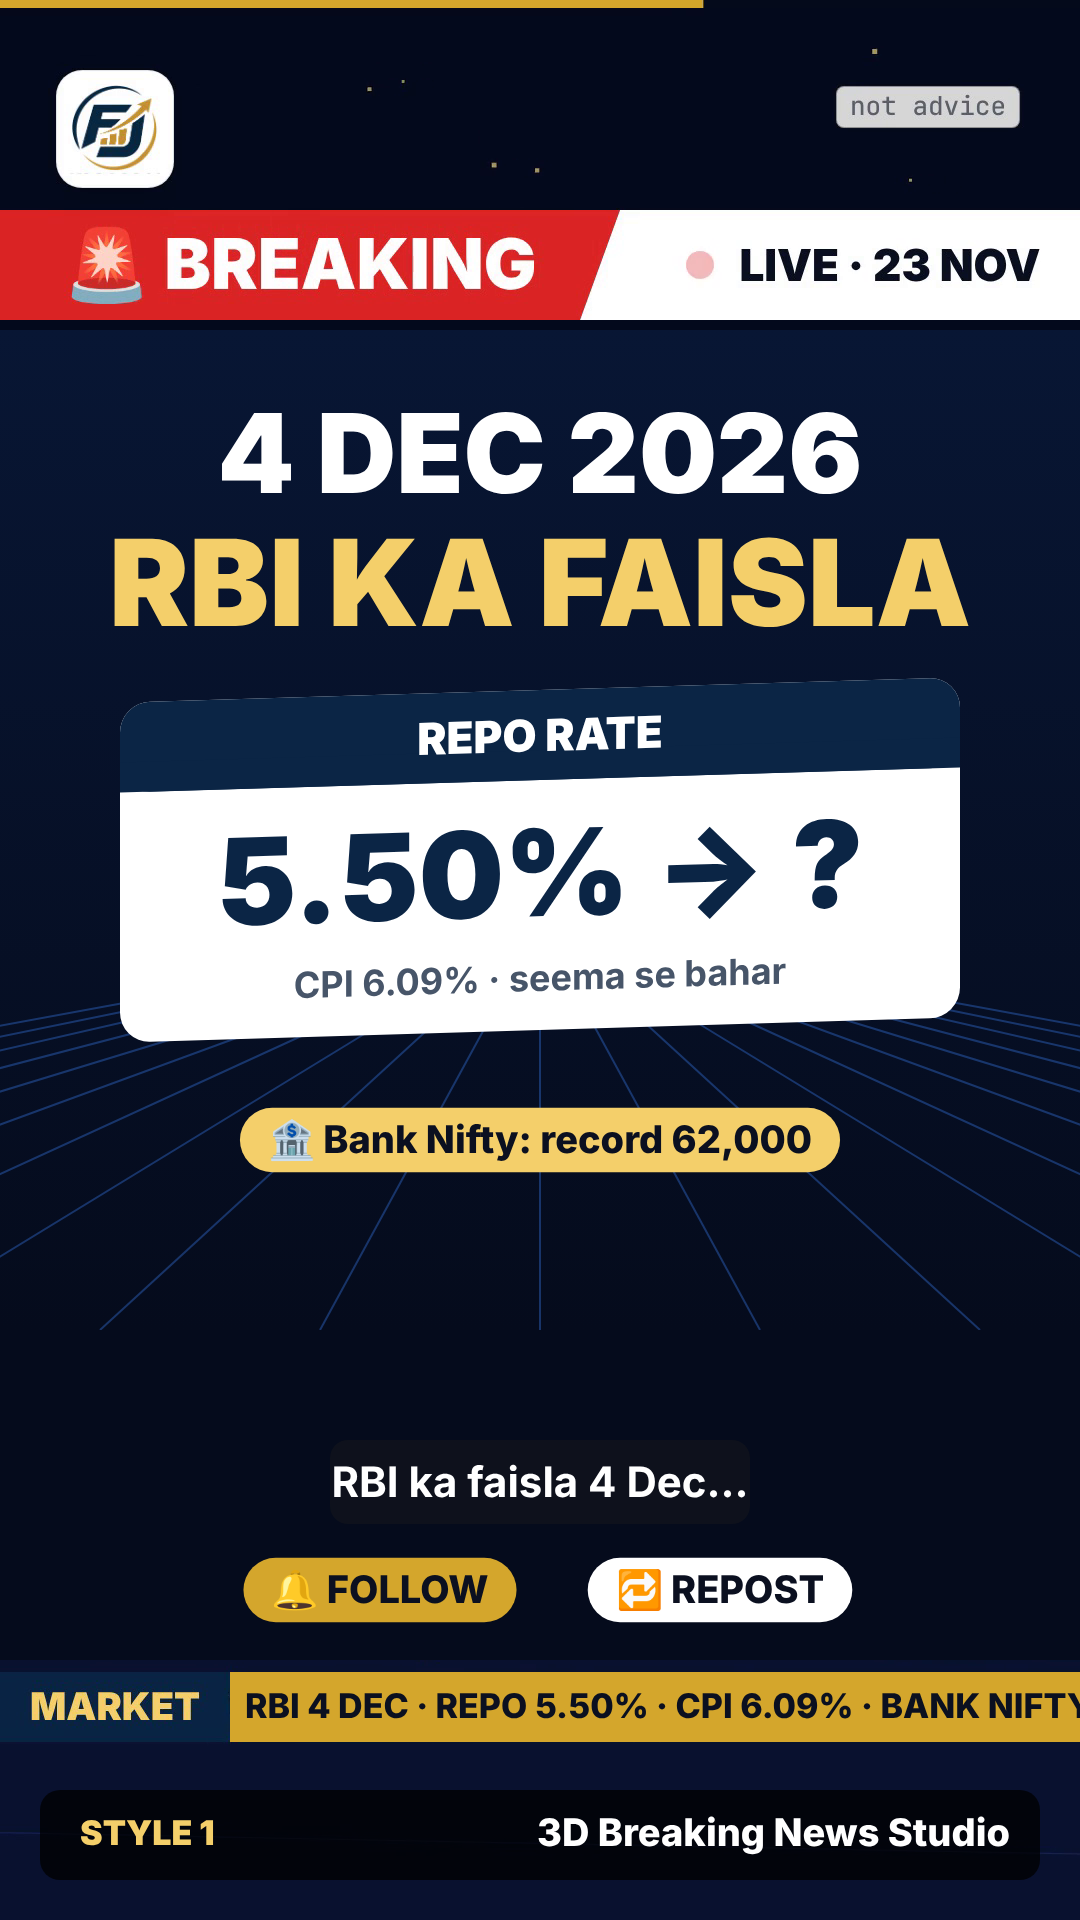 FJ
not advice
🚨 BREAKING
LIVE · 23 NOV
4 DEC 2026
RBI KA FAISLA
REPO RATE
5.50% → ?
CPI 6.09% · seema se bahar
🏦 Bank Nifty: record 62,000
RBI ka faisla 4 Dec...
🔔 FOLLOW
🔁 REPOST
MARKET
RBI 4 DEC · REPO 5.50% · CPI 6.09% · BANK NIFTY
STYLE 1
3D Breaking News Studio